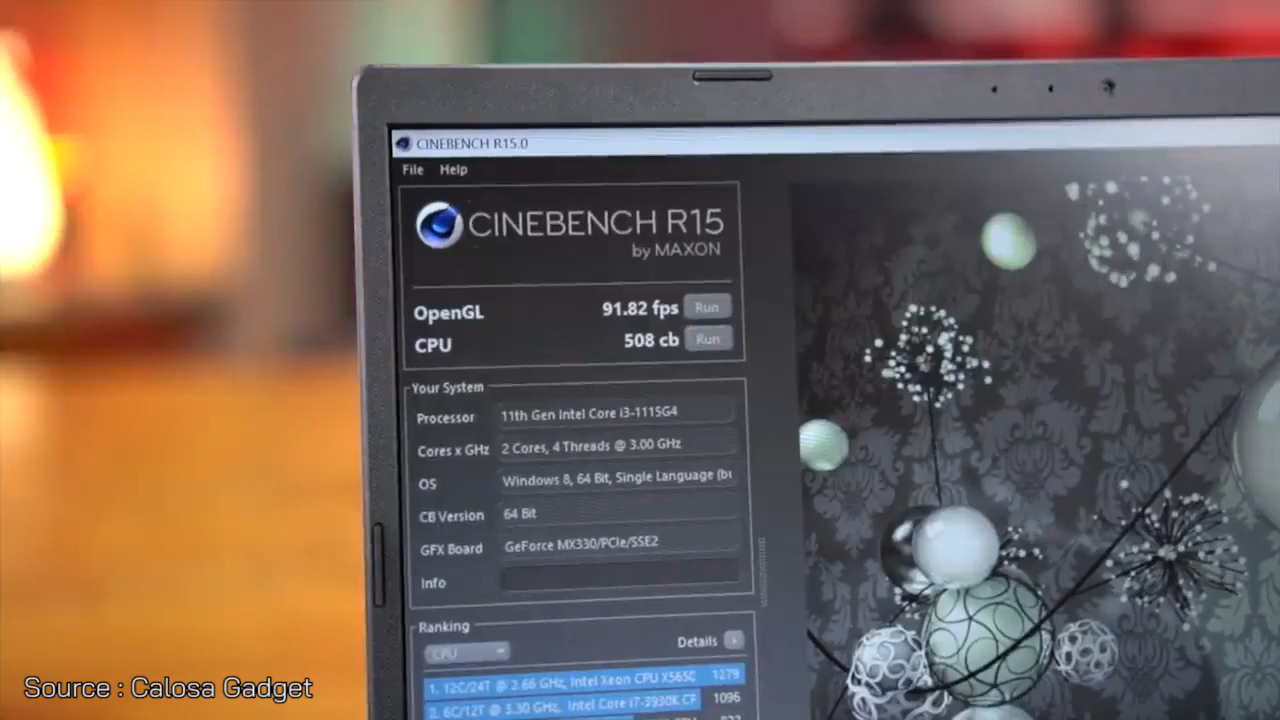 CINEBENCH R15.0
File Help
CINEBENCH R15
by MAXON
OpenGL 91.82 fps Run
CPU 508 cb Run
Your System
Processor 11th Gen Intel Core i3-1115G4
Cores x GHz 2 Cores, 4 Threads @ 3.00 GHz
OS Windows 8, 64 Bit, Single Language (bu
CB Version 64 Bit
GFX Board GeForce MX330/PCIe/SSE2
Info
Ranking
Details
CPU
1. 12C/24T @ 2.66 GHz, Intel Xeon CPU X565C 1279
2. 6C/12T @ 3.30 GHz, Intel Core i7-3930K CF 1096
Source : Calosa Gadget